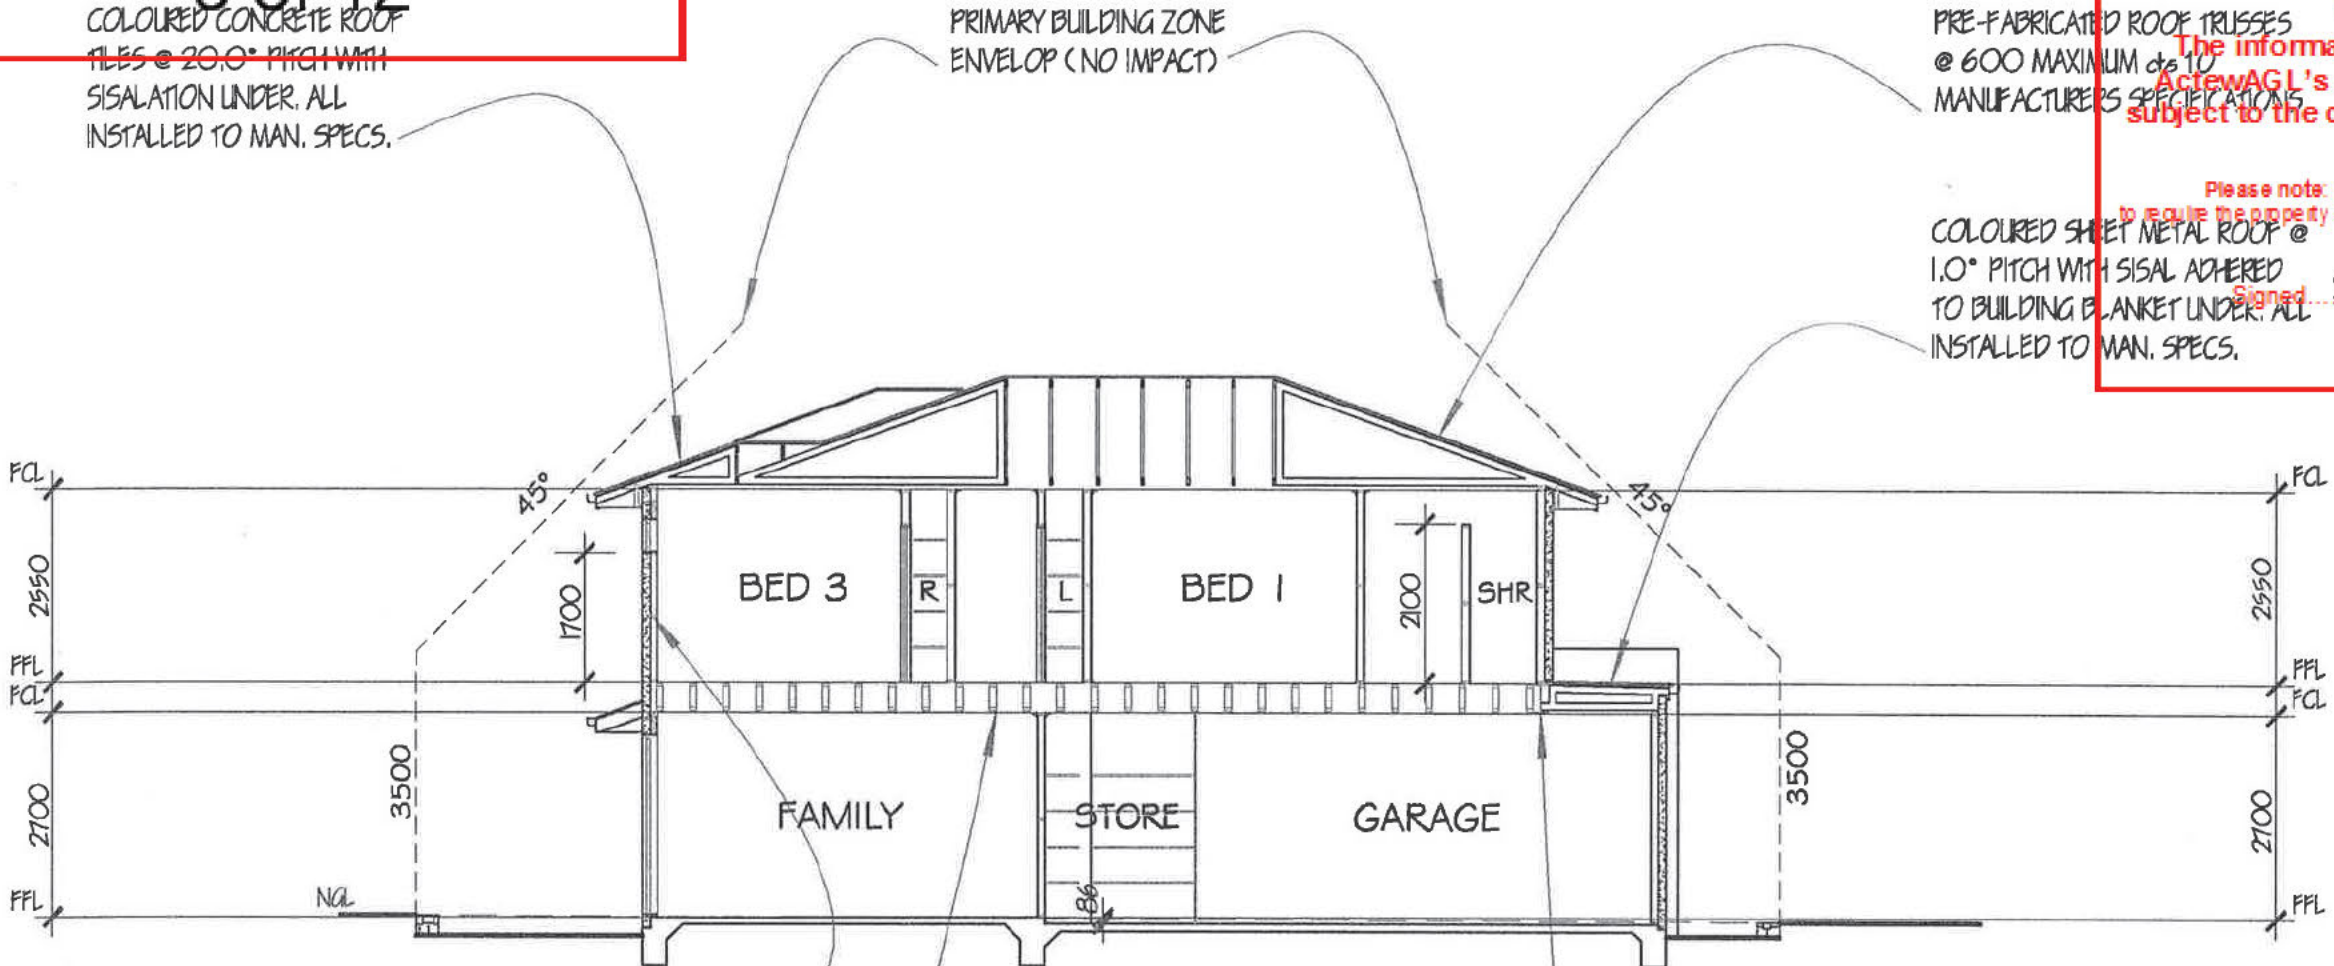 COLOURED CONCRETE ROOF
TILES @ 20.0° PITCH WITH
SISALATION UNDER. ALL
INSTALLED TO MAN. SPECS.
PRIMARY BUILDING ZONE
ENVELOP (NO IMPACT)
PRE-FABRICATED ROOF TRUSSES
@ 600 MAXIMUM cts TO
MANUFACTURERS SPECIFICATIONS
The informa
ActewAGL's
subject to the
Please note:
to require the property
Signed...
COLOURED SHEET METAL ROOF @
1.0° PITCH WITH SISAL ADHERED
TO BUILDING BLANKET UNDER. ALL
INSTALLED TO MAN. SPECS.
FCL
45°
45°
FCL
2550
1700
BED 3
R
L
BED 1
2100
SHR
2550
FFL
FCL
FFL
FCL
2700
3500
FAMILY
STORE
GARAGE
3500
2700
FFL
NGL
86
FFL